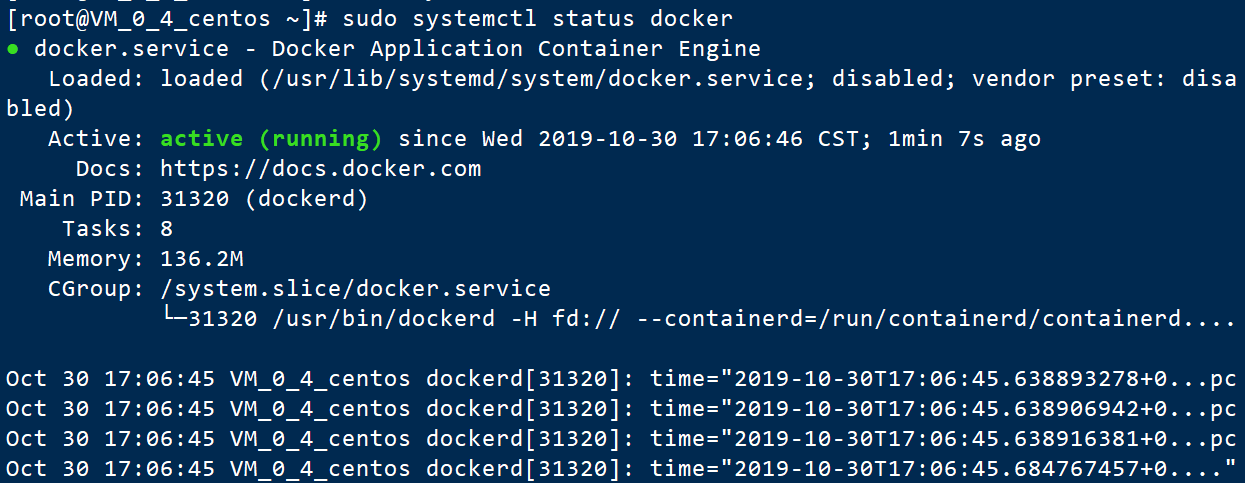 [root@VM_0_4_centos ~]# sudo systemctl status docker
● docker.service - Docker Application Container Engine
   Loaded: loaded (/usr/lib/systemd/system/docker.service; disabled; vendor preset: disa
bled)
   Active: active (running) since Wed 2019-10-30 17:06:46 CST; 1min 7s ago
     Docs: https://docs.docker.com
 Main PID: 31320 (dockerd)
    Tasks: 8
   Memory: 136.2M
   CGroup: /system.slice/docker.service
           └─31320 /usr/bin/dockerd -H fd:// --containerd=/run/containerd/containerd....
Oct 30 17:06:45 VM_0_4_centos dockerd[31320]: time="2019-10-30T17:06:45.638893278+0...pc
Oct 30 17:06:45 VM_0_4_centos dockerd[31320]: time="2019-10-30T17:06:45.638906942+0...pc
Oct 30 17:06:45 VM_0_4_centos dockerd[31320]: time="2019-10-30T17:06:45.638916381+0...pc
Oct 30 17:06:45 VM_0_4_centos dockerd[31320]: time="2019-10-30T17:06:45.684767457+0...."